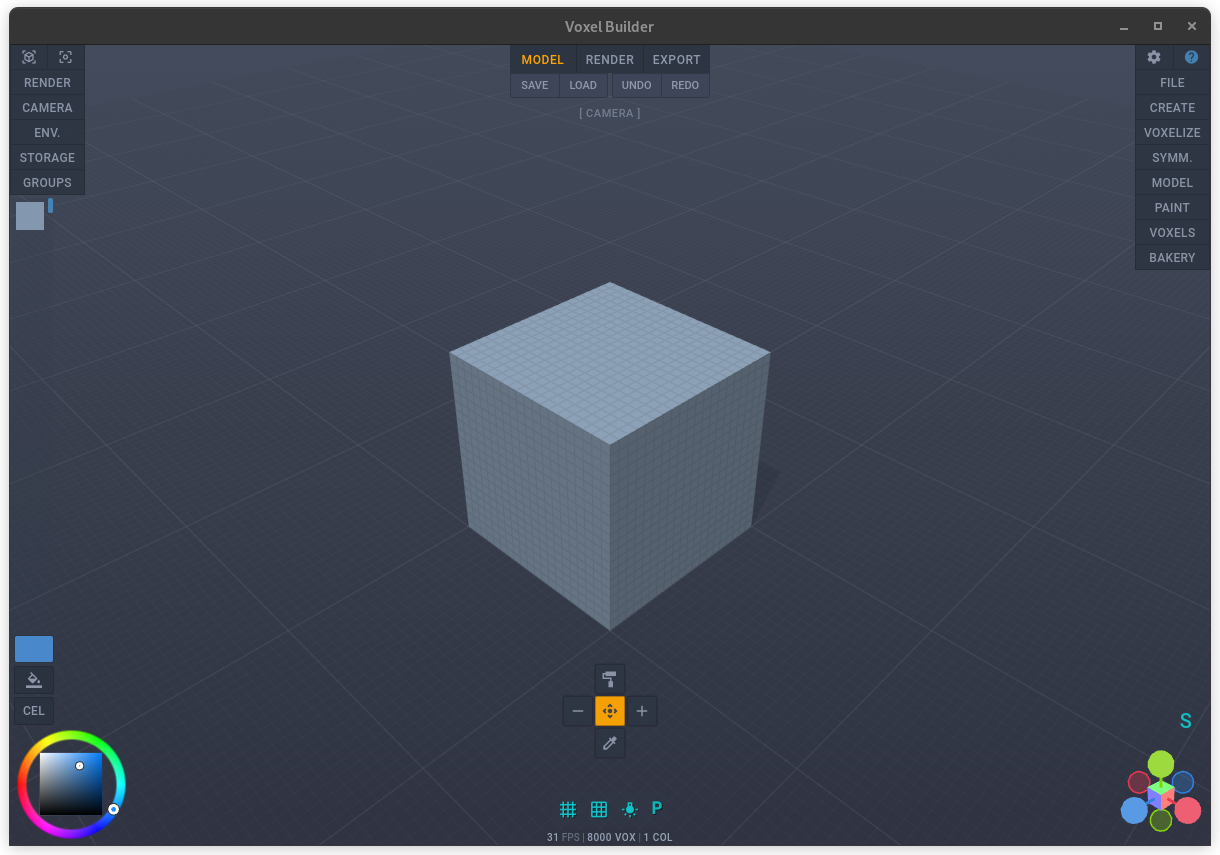 Voxel Builder
MODEL RENDER EXPORT
SAVE LOAD UNDO REDO
[ CAMERA ]
RENDER
CAMERA
ENV.
STORAGE
GROUPS
?
FILE
CREATE
VOXELIZE
SYMM.
MODEL
PAINT
VOXELS
BAKERY
CEL
S
P
31 FPS | 8000 VOX | 1 COL